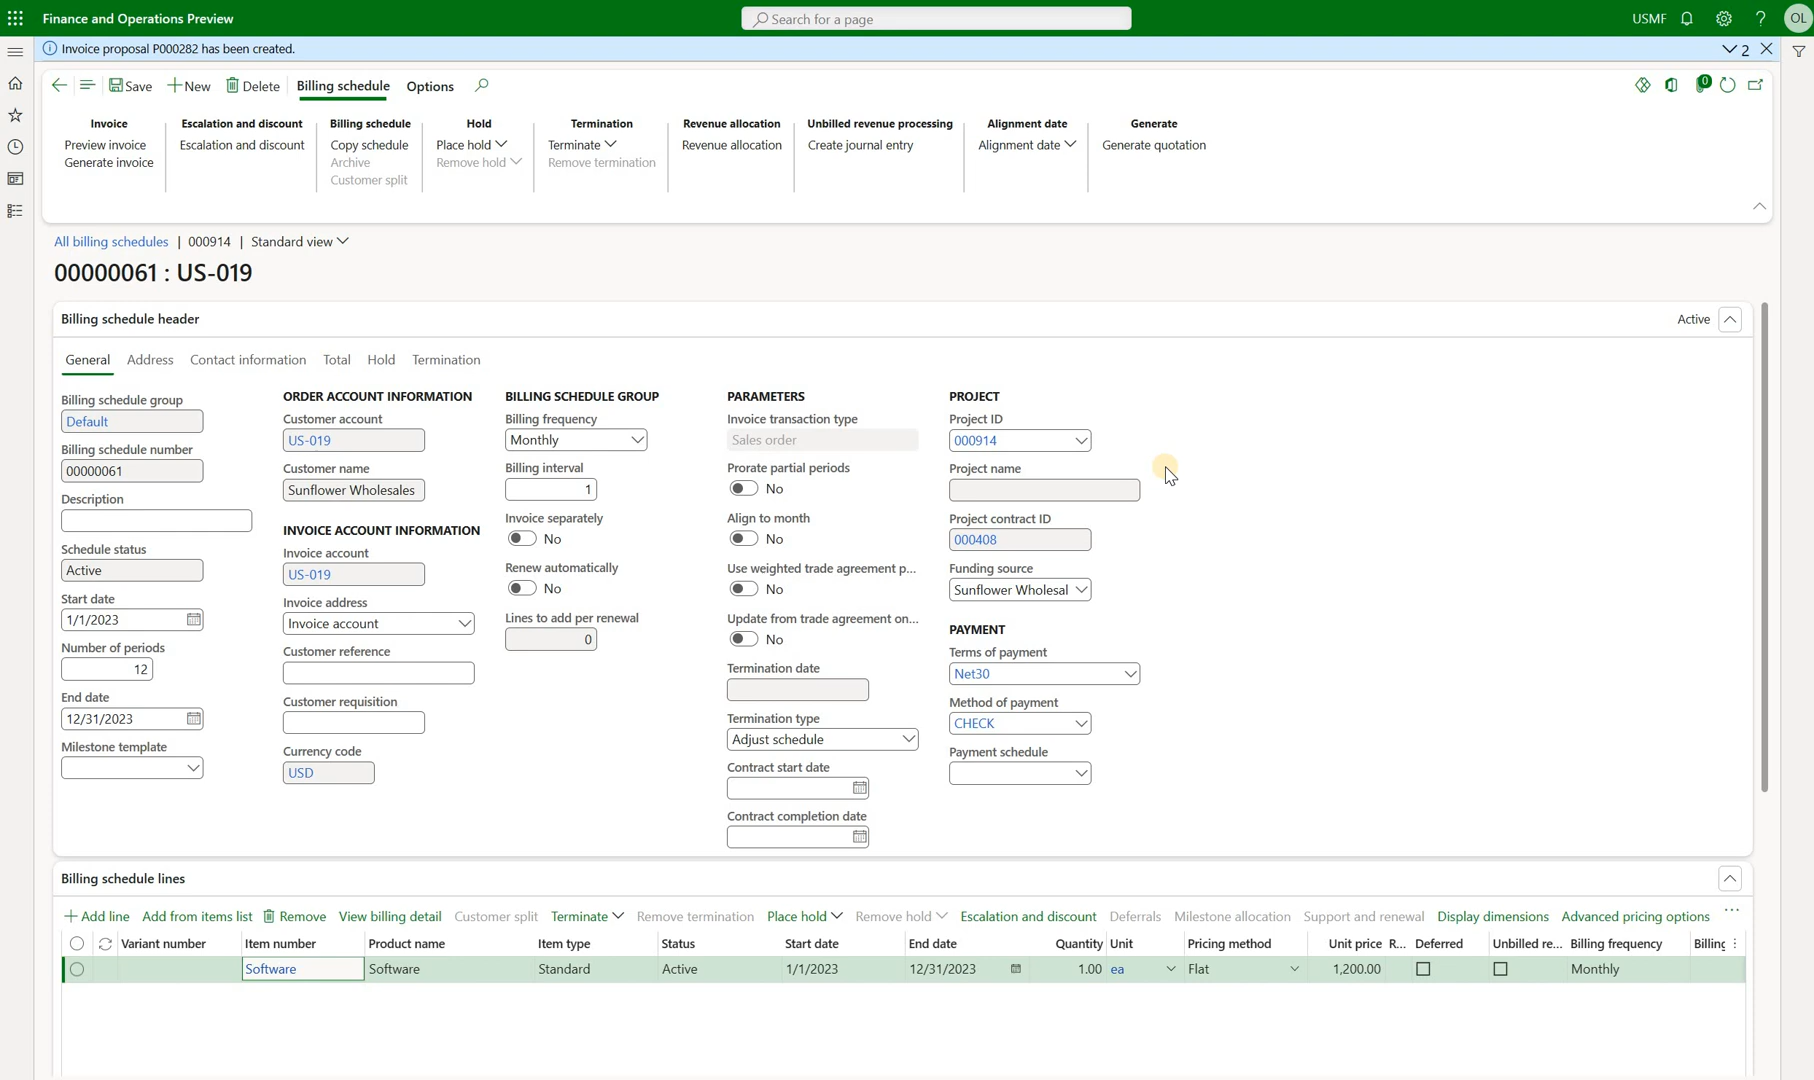 Finance and Operations Preview
Search for a page
USMF
OL
Invoice proposal P000282 has been created.
2
Save
New
Delete
Billing schedule
Options
0
Invoice
Preview invoice
Generate invoice
Escalation and discount
Escalation and discount
Billing schedule
Copy schedule
Archive
Customer split
Hold
Place hold
Remove hold
Termination
Terminate
Remove termination
Revenue allocation
Revenue allocation
Unbilled revenue processing
Create journal entry
Alignment date
Alignment date
Generate
Generate quotation
All billing schedules | 000914 | Standard view
00000061 : US-019
Billing schedule header
Active
General
Address
Contact information
Total
Hold
Termination
Billing schedule group
Default
Billing schedule number
00000061
Description
Schedule status
Active
Start date
1/1/2023
Number of periods
12
End date
12/31/2023
Milestone template
ORDER ACCOUNT INFORMATION
Customer account
US-019
Customer name
Sunflower Wholesales
INVOICE ACCOUNT INFORMATION
Invoice account
US-019
Invoice address
Invoice account
Customer reference
Customer requisition
Currency code
USD
BILLING SCHEDULE GROUP
Billing frequency
Monthly
Billing interval
1
Invoice separately
No
Renew automatically
No
Lines to add per renewal
0
PARAMETERS
Invoice transaction type
Sales order
Prorate partial periods
No
Align to month
No
Use weighted trade agreement p...
No
Update from trade agreement on...
No
Termination date
Termination type
Adjust schedule
Contract start date
Contract completion date
PROJECT
Project ID
000914
Project name
Project contract ID
000408
Funding source
Sunflower Wholesal
PAYMENT
Terms of payment
Net30
Method of payment
CHECK
Payment schedule
Billing schedule lines
Add line
Add from items list
Remove
View billing detail
Customer split
Terminate
Remove termination
Place hold
Remove hold
Escalation and discount
Deferrals
Milestone allocation
Support and renewal
Display dimensions
Advanced pricing options
...
Variant number Item number Product name Item type Status Start date End date Quantity Unit Pricing method Unit price R... Deferred Unbilled re... Billing frequency Billing
Software Software Standard Active 1/1/2023 12/31/2023 1.00 ea Flat 1,200.00 Monthly